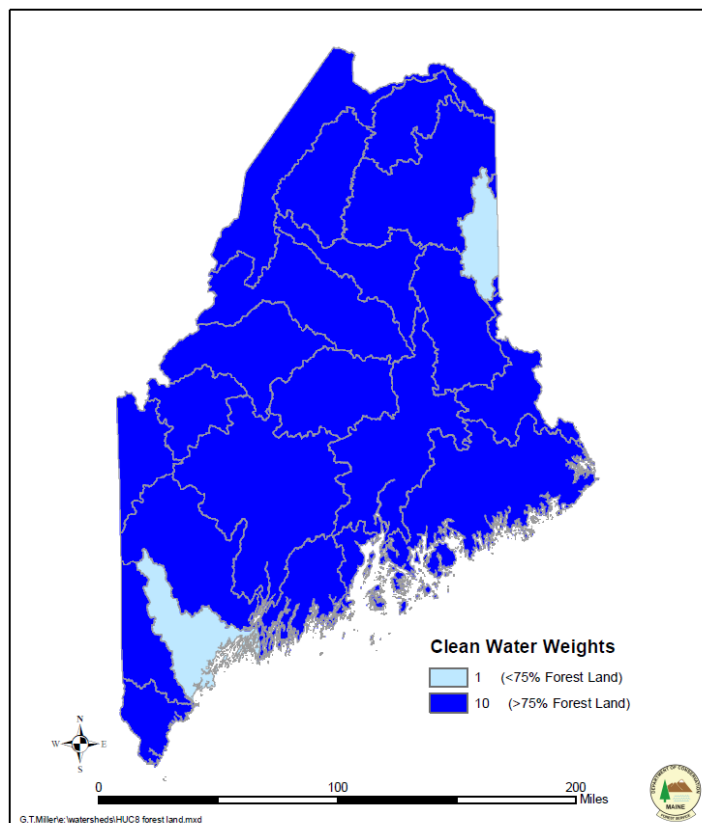 Clean Water Weights
1 (<75% Forest Land)
10 (>75% Forest Land)
N
W E
S
0 100 200
Miles
DEPARTMENT OF CONSERVATION
MAINE
FOREST SERVICE
G.T.Miller\e:\watersheds\HUC8 forest land.mxd